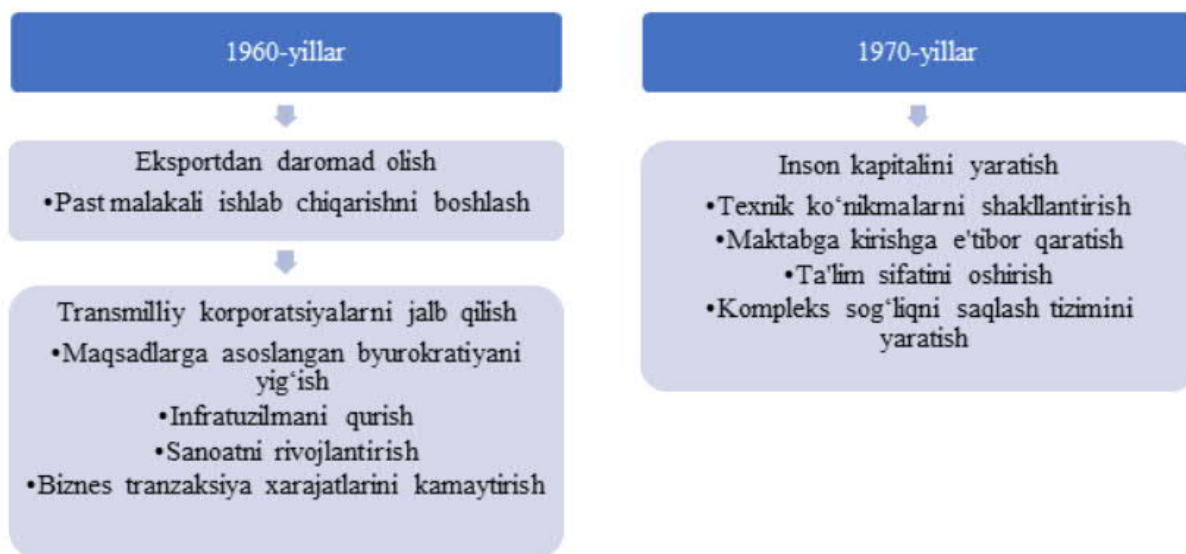 1960-yillar
Eksportdan daromad olish
•Past malakali ishlab chiqarishni boshlash
Transmilliy korporatsiyalarni jalb qilish
•Maqsadlarga asoslangan byurokratiyani
yig‘ish
•Infratuzilmani qurish
•Sanoatni rivojlantirish
•Biznes tranzaksiya xarajatlarini kamaytirish
1970-yillar
Inson kapitalini yaratish
•Texnik ko‘nikmalarni shakllantirish
•Maktabga kirishga e'tibor qaratish
•Ta'lim sifatini oshirish
•Kompleks sog‘liqni saqlash tizimini
yaratish